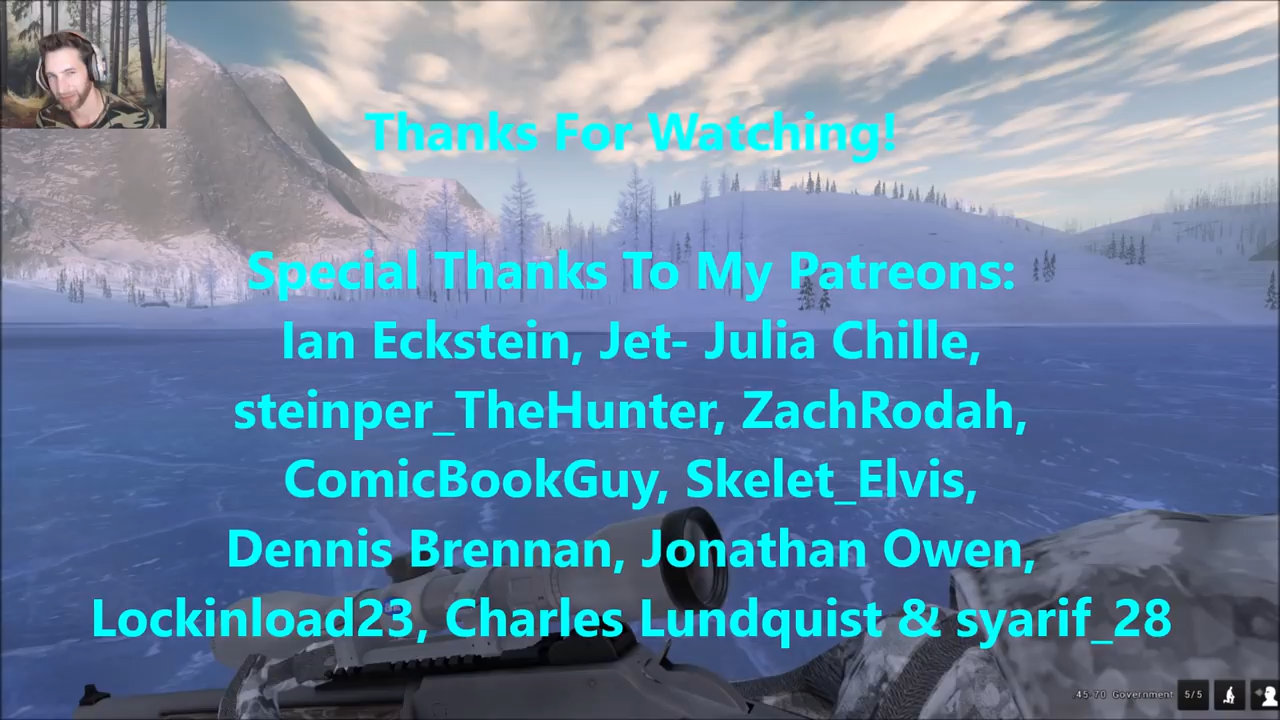 Thanks For Watching!
Special Thanks To My Patreons:
Ian Eckstein, Jet- Julia Chille,
steinper_TheHunter, ZachRodah,
ComicBookGuy, Skelet_Elvis,
Dennis Brennan, Jonathan Owen,
Lockinload23, Charles Lundquist & syarif_28
45-70 Government 5/5